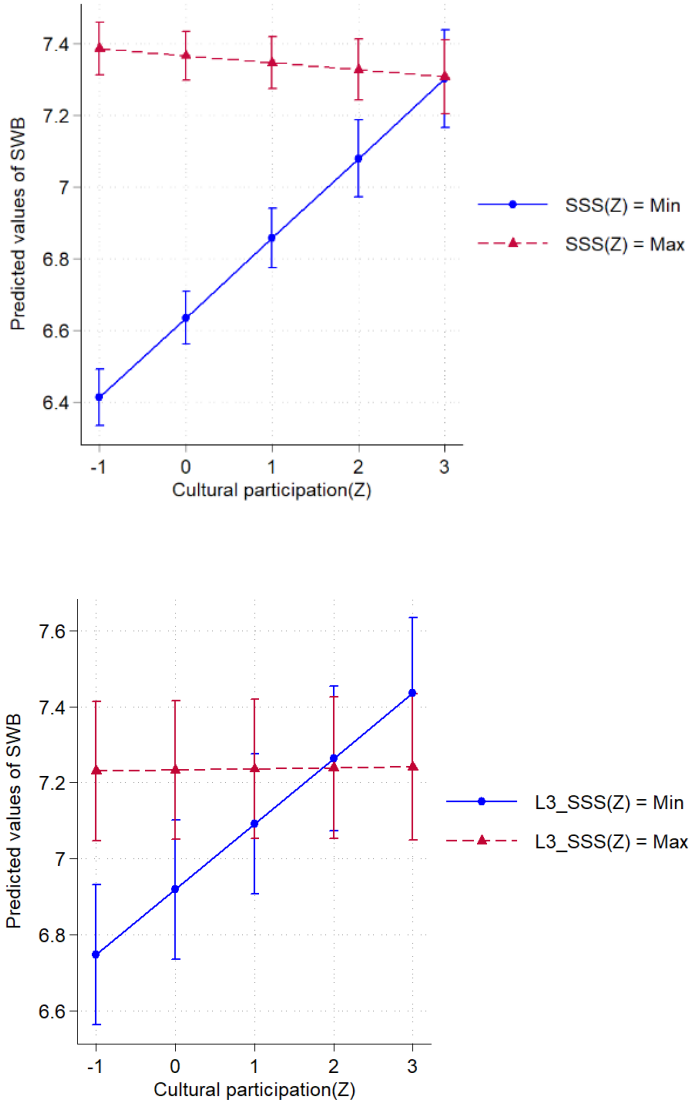 7.4
7.2
7
6.8
6.6
6.4
Predicted values of SWB
-1 0 1 2 3
Cultural participation(Z)
SSS(Z) = Min
SSS(Z) = Max
7.6
7.4
7.2
7
6.8
6.6
Predicted values of SWB
-1 0 1 2 3
Cultural participation(Z)
L3_SSS(Z) = Min
L3_SSS(Z) = Max